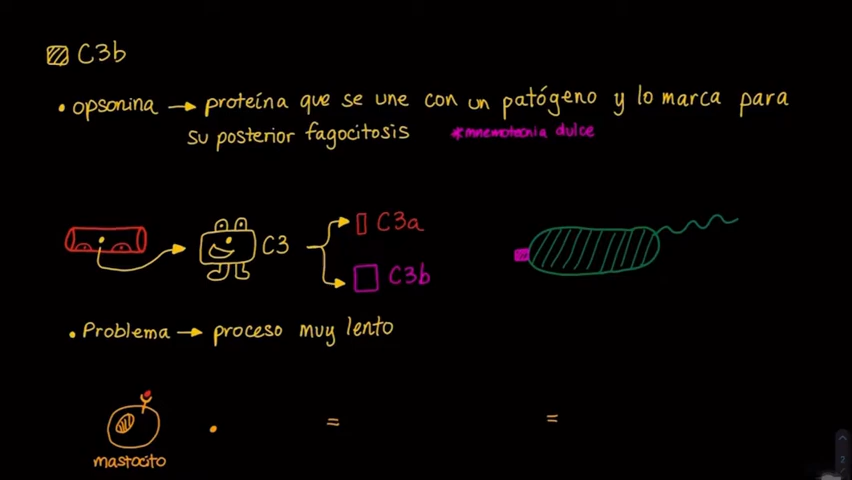 C3b
• opsonina → proteína que se une con un patógeno y lo marca para
su posterior fagocitosis *mnemotecnia dulce
C3 C3a
C3b
• Problema → proceso muy lento
• = =
mastocito
2